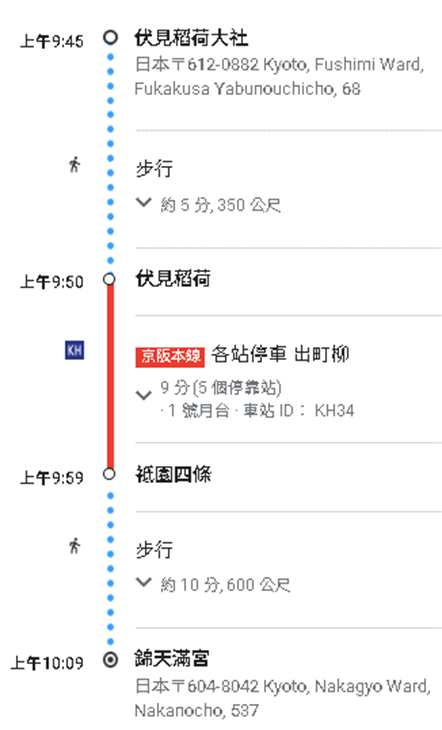 上午9:45
伏見稻荷大社
日本〒612-0882 Kyoto, Fushimi Ward,
Fukakusa Yabunouchicho, 68
步行
約 5 分, 350 公尺
上午9:50
伏見稻荷
KH
京阪本線 各站停車 出町柳
9 分 (5 個停靠站)
· 1 號月台 · 車站 ID： KH34
上午9:59
祗園四條
步行
約 10 分, 600 公尺
上午10:09
錦天滿宮
日本〒604-8042 Kyoto, Nakagyo Ward,
Nakanocho, 537